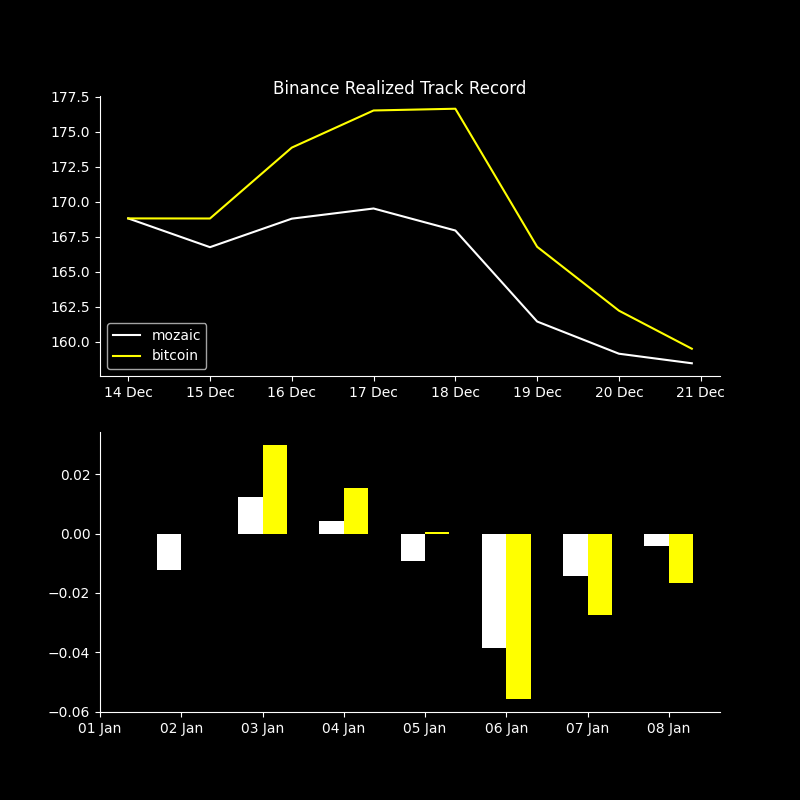 Binance Realized Track Record
177.5
175.0
172.5
170.0
167.5
165.0
162.5
160.0
mozaic
bitcoin
14 Dec 15 Dec 16 Dec 17 Dec 18 Dec 19 Dec 20 Dec 21 Dec
0.02
0.00
−0.02
−0.04
−0.06
01 Jan 02 Jan 03 Jan 04 Jan 05 Jan 06 Jan 07 Jan 08 Jan